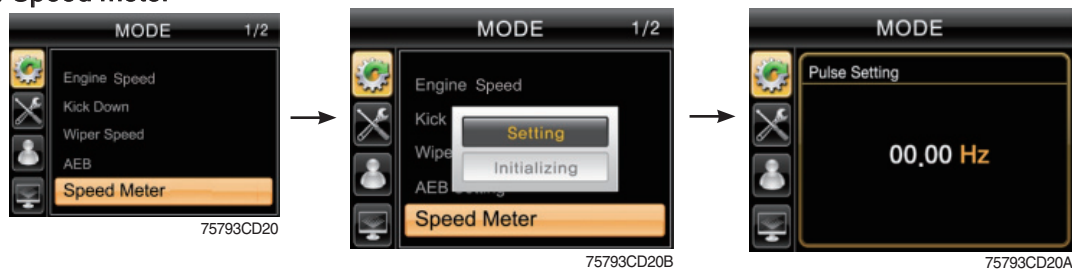 Speed Meter
MODE 1/2
Engine Speed
Kick Down
Wiper Speed
AEB
Speed Meter
75793CD20
MODE 1/2
Engine Speed
Kick
Wipe
AEB
Setting
Initializing
Speed Meter
75793CD20B
MODE
Pulse Setting
00.00 Hz
75793CD20A